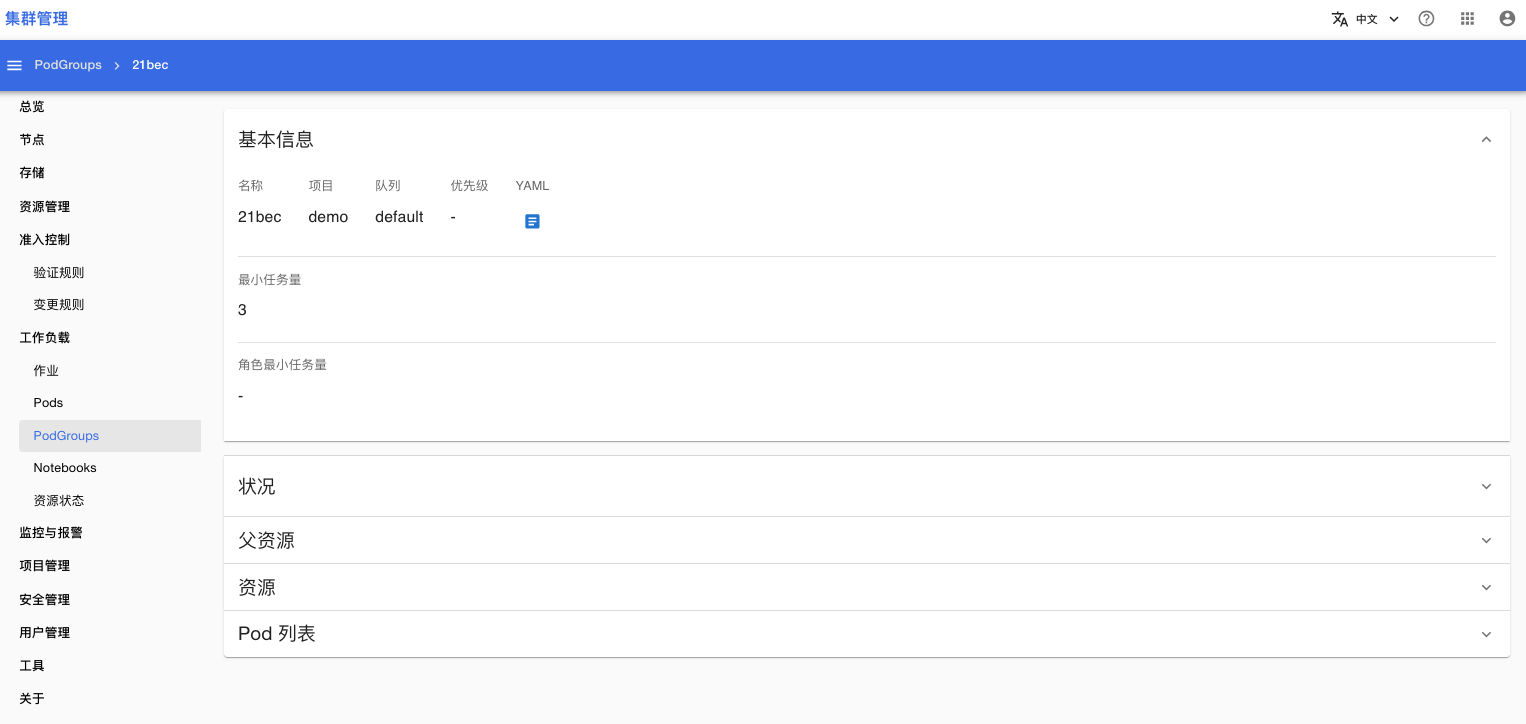 集群管理
中文
PodGroups 21bec
总览
节点
存储
资源管理
准入控制
验证规则
变更规则
工作负载
作业
Pods
PodGroups
Notebooks
资源状态
监控与报警
项目管理
安全管理
用户管理
工具
关于
基本信息
名称 项目 队列 优先级 YAML
21bec demo default -
最小任务量
3
角色最小任务量
-
状况
父资源
资源
Pod 列表